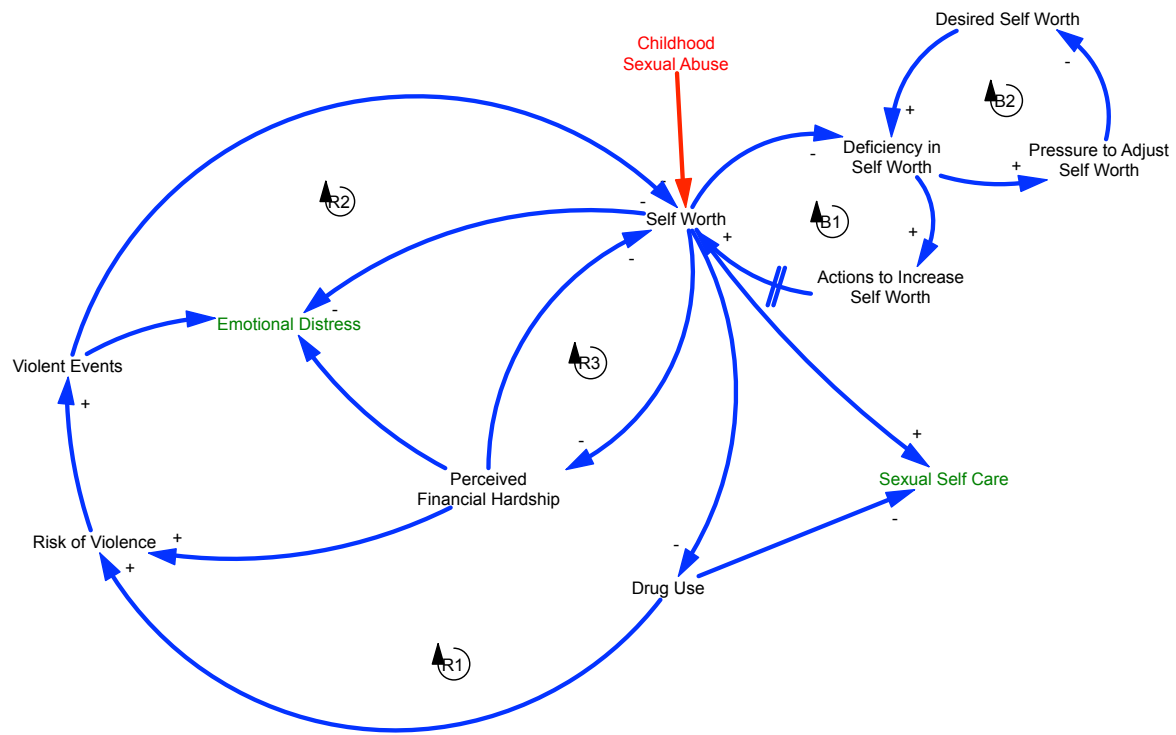 Desired Self Worth
-
B2
+
Childhood
Sexual Abuse
Deficiency in
Self Worth
-
+
Pressure to Adjust
Self Worth
R2
-
-
Self Worth
B1
+
+
Actions to Increase
Self Worth
-
-
Emotional Distress
Violent Events
R3
+
-
+
Perceived
Financial Hardship
Sexual Self Care
-
Risk of Violence
+
+
-
Drug Use
R1